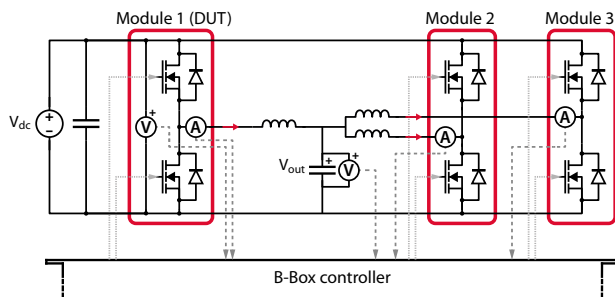 Module 1 (DUT)
Module 2
Module 3
+
V
A
A
A
Vdc
+
−
Vout
+
+
V
B-Box controller